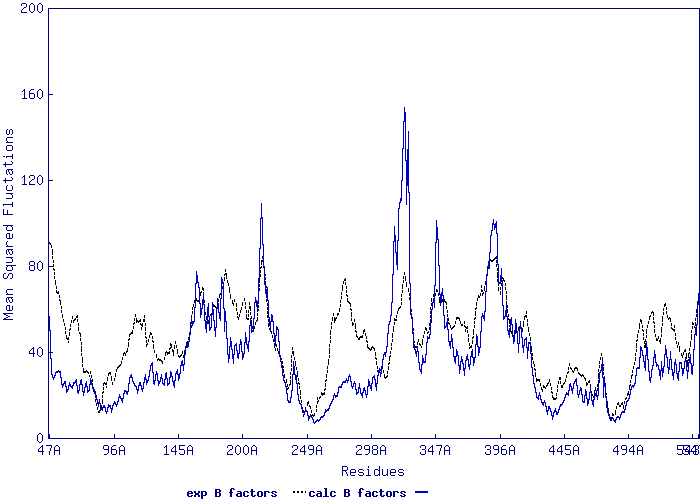 200
160
120
80
40
0
Mean Squared Fluctations
47A 96A 145A 200A 249A 298A 347A 396A 445A 494A
Residues
exp B factors calc B factors